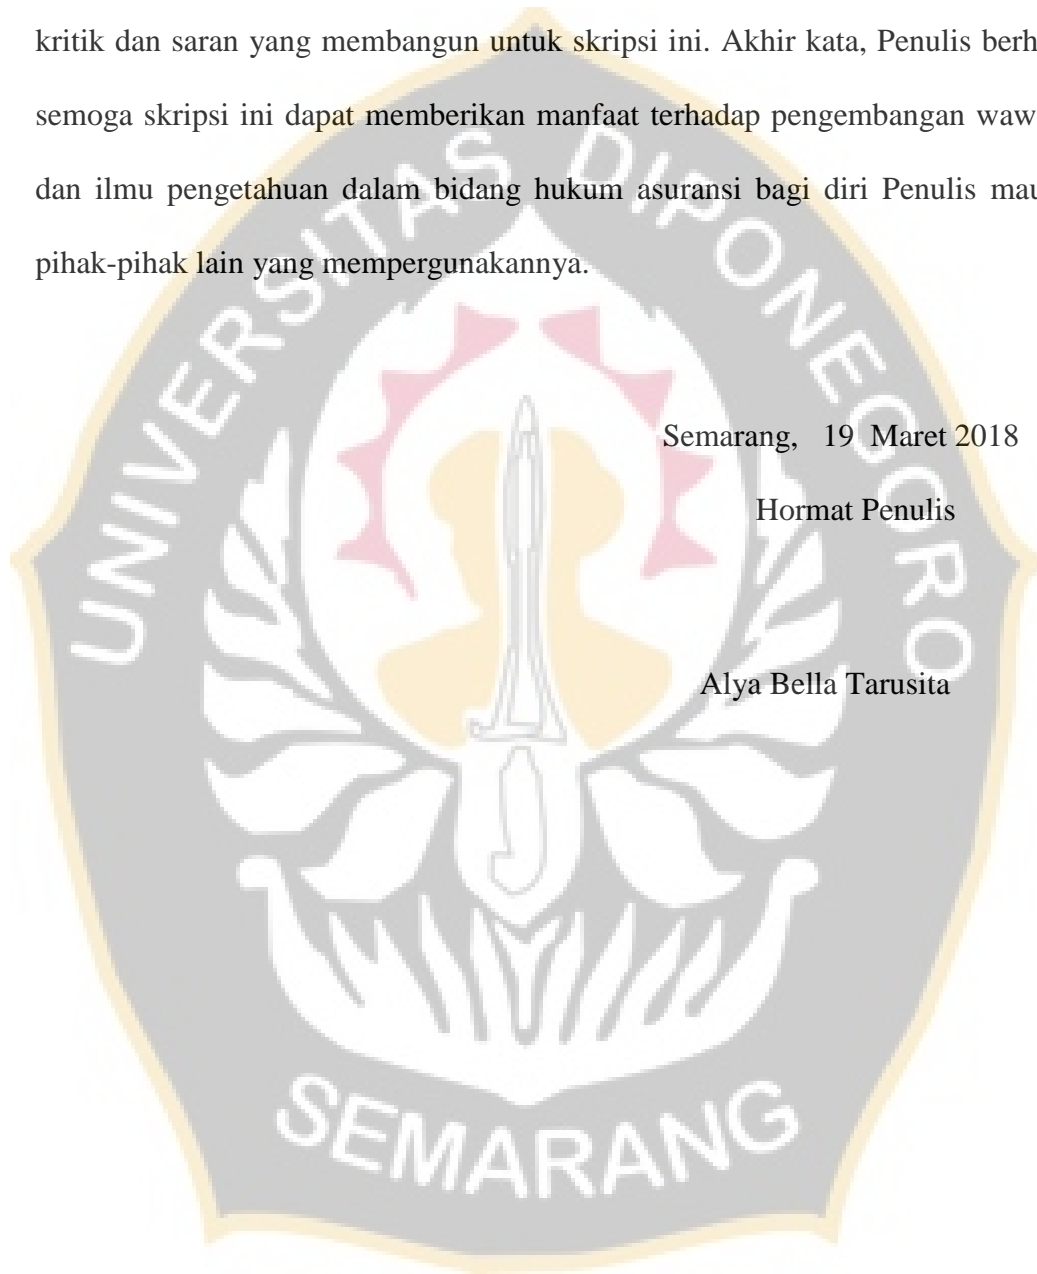 kritik dan saran yang membangun untuk skripsi ini. Akhir kata, Penulis berh
semoga skripsi ini dapat memberikan manfaat terhadap pengembangan waw
dan ilmu pengetahuan dalam bidang hukum asuransi bagi diri Penulis mau
pihak-pihak lain yang mempergunakannya.
Semarang, 19 Maret 2018
Hormat Penulis
Alya Bella Tarusita
UNIVERSITAS DIPONEGORO
SEMARANG